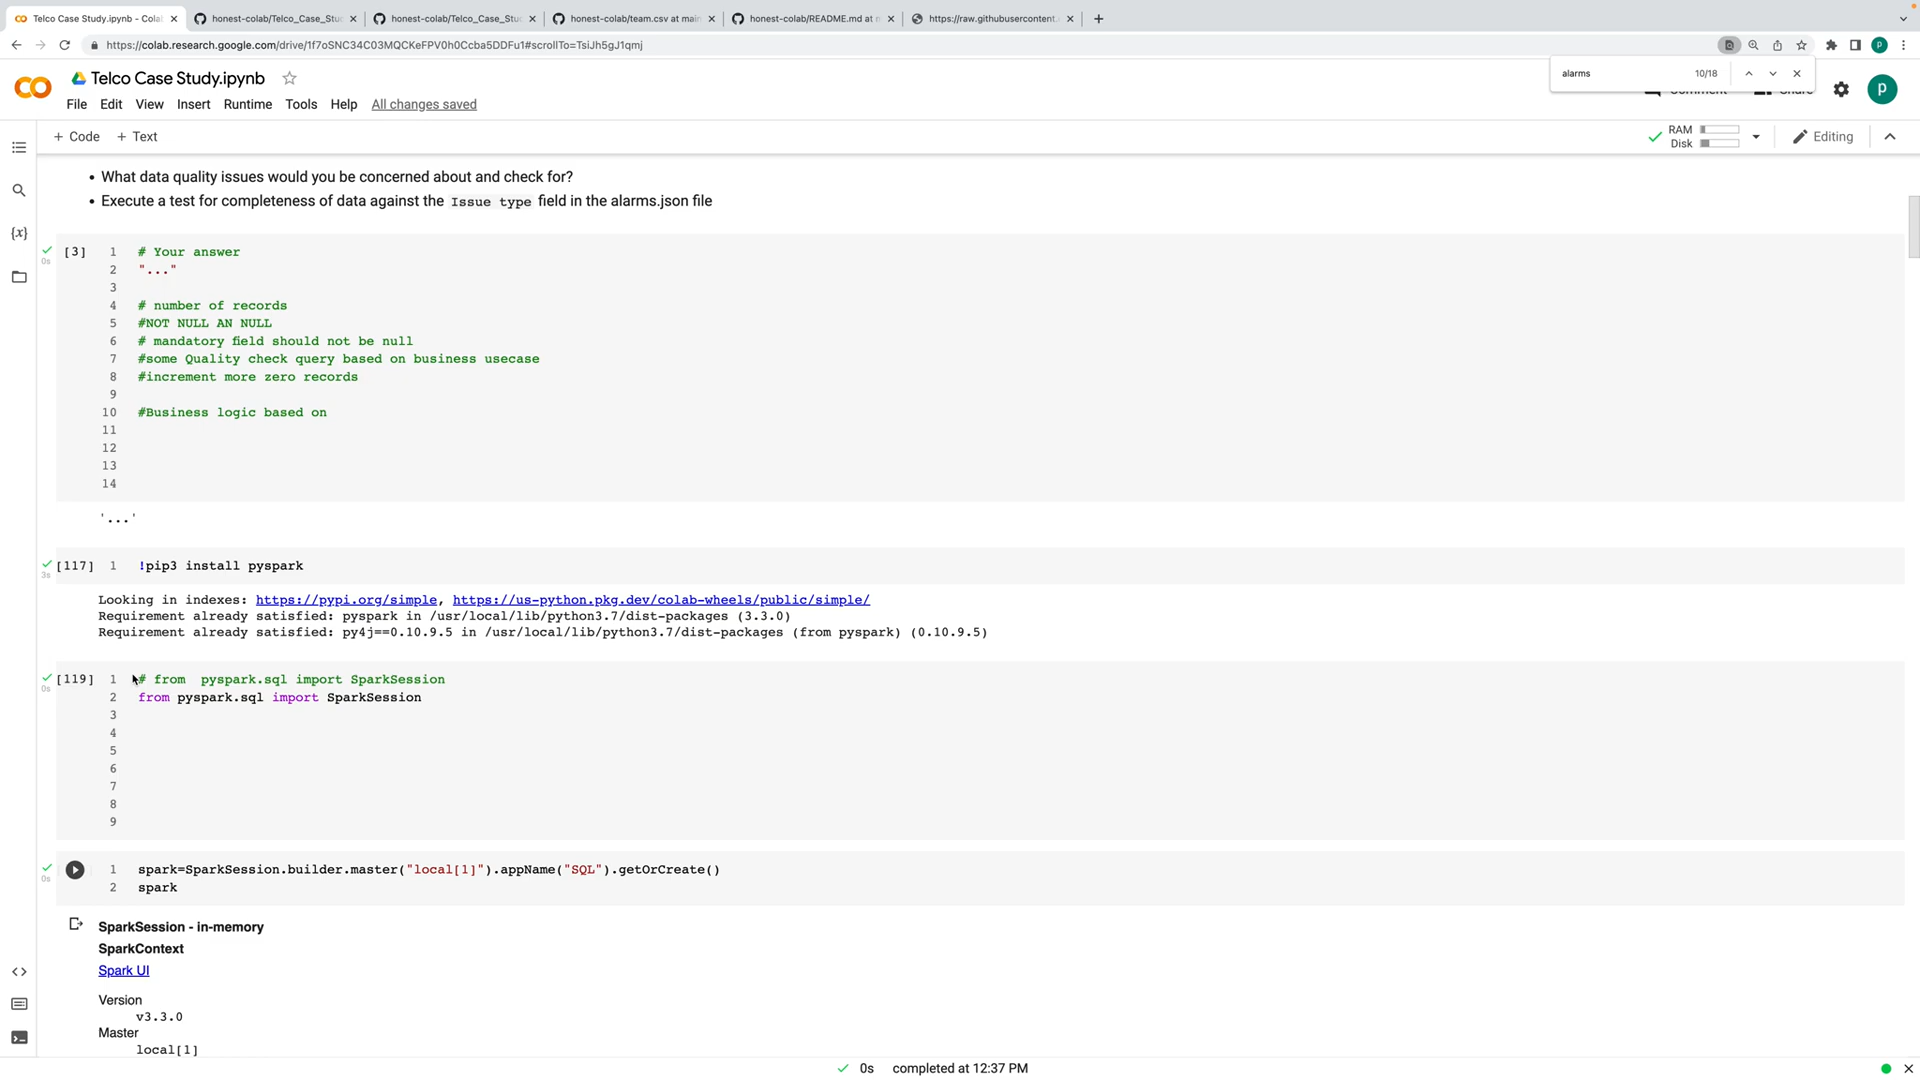 Telco Case Study.ipynb - Colab
honest-colab/Telco_Case_Stu
honest-colab/Telco_Case_Stu
honest-colab/team.csv at main
honest-colab/README.md at m
https://raw.githubusercontent.
https://colab.research.google.com/drive/1f7oSNC34C03MQCKeFPV0h0Ccba5DDFu1#scrollTo=TsiJh5gJ1qmj
alarms 10/18
Telco Case Study.ipynb
File Edit View Insert Runtime Tools Help All changes saved
p
+ Code + Text
RAM
Disk
Editing
• What data quality issues would you be concerned about and check for?
• Execute a test for completeness of data against the Issue type field in the alarms.json file
[3] 1 # Your answer
0s
2 "..."
3
4 # number of records
5 #NOT NULL AN NULL
6 # mandatory field should not be null
7 #some Quality check query based on business usecase
8 #increment more zero records
9
10 #Business logic based on
11
12
13
14
'...'
[117] 1 !pip3 install pyspark
3s
Looking in indexes: https://pypi.org/simple, https://us-python.pkg.dev/colab-wheels/public/simple/
Requirement already satisfied: pyspark in /usr/local/lib/python3.7/dist-packages (3.3.0)
Requirement already satisfied: py4j==0.10.9.5 in /usr/local/lib/python3.7/dist-packages (from pyspark) (0.10.9.5)
[119] 1 # from  pyspark.sql import SparkSession
0s
2 from pyspark.sql import SparkSession
3
4
5
6
7
8
9
1 spark=SparkSession.builder.master("local[1]").appName("SQL").getOrCreate()
0s
2 spark
SparkSession - in-memory
SparkContext
Spark UI
Version
v3.3.0
Master
local[1]
0s completed at 12:37 PM